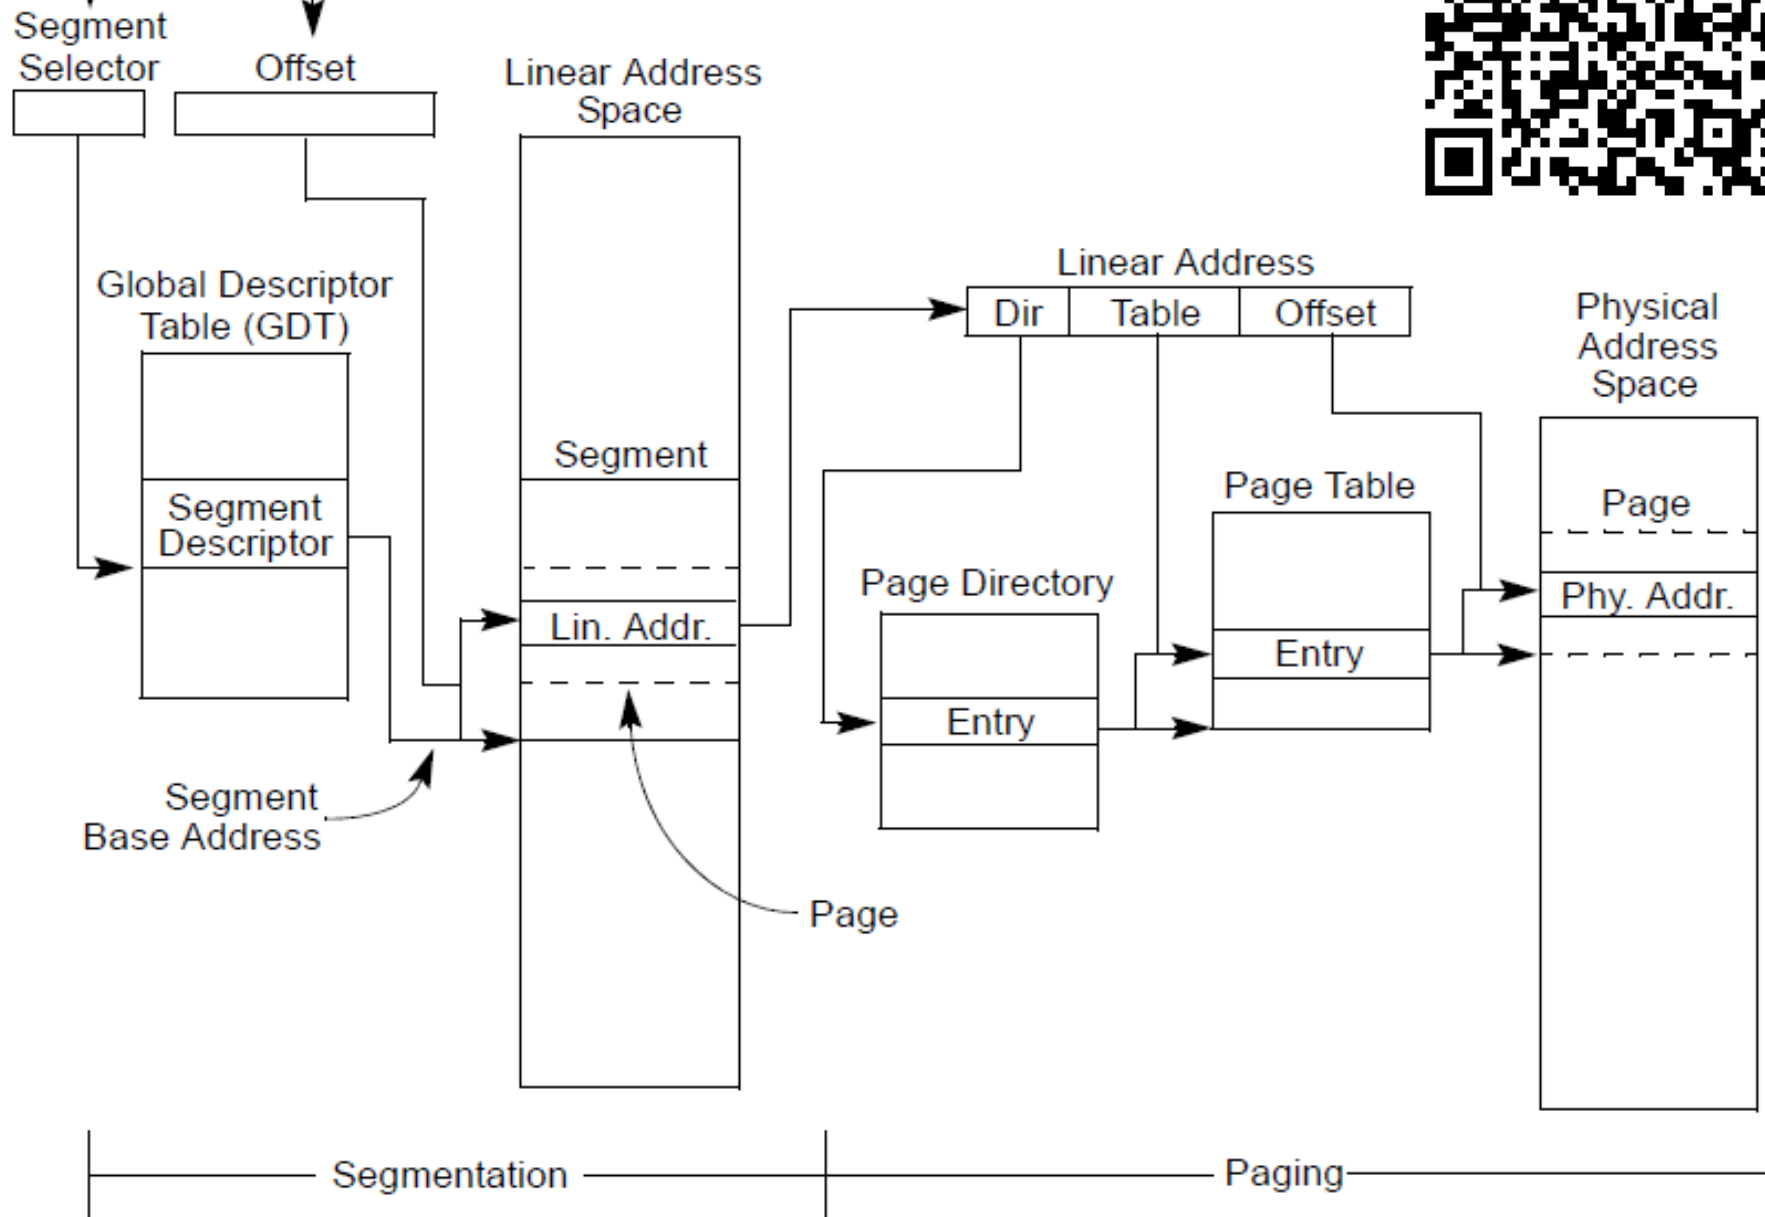 Segment
Selector
Offset
Linear Address
Space
Global Descriptor
Table (GDT)
Segment
Descriptor
Segment
Lin. Addr.
Segment
Base Address
Page
Linear Address
Dir
Table
Offset
Page Directory
Entry
Page Table
Entry
Physical
Address
Space
Page
Phy. Addr.
Segmentation
Paging